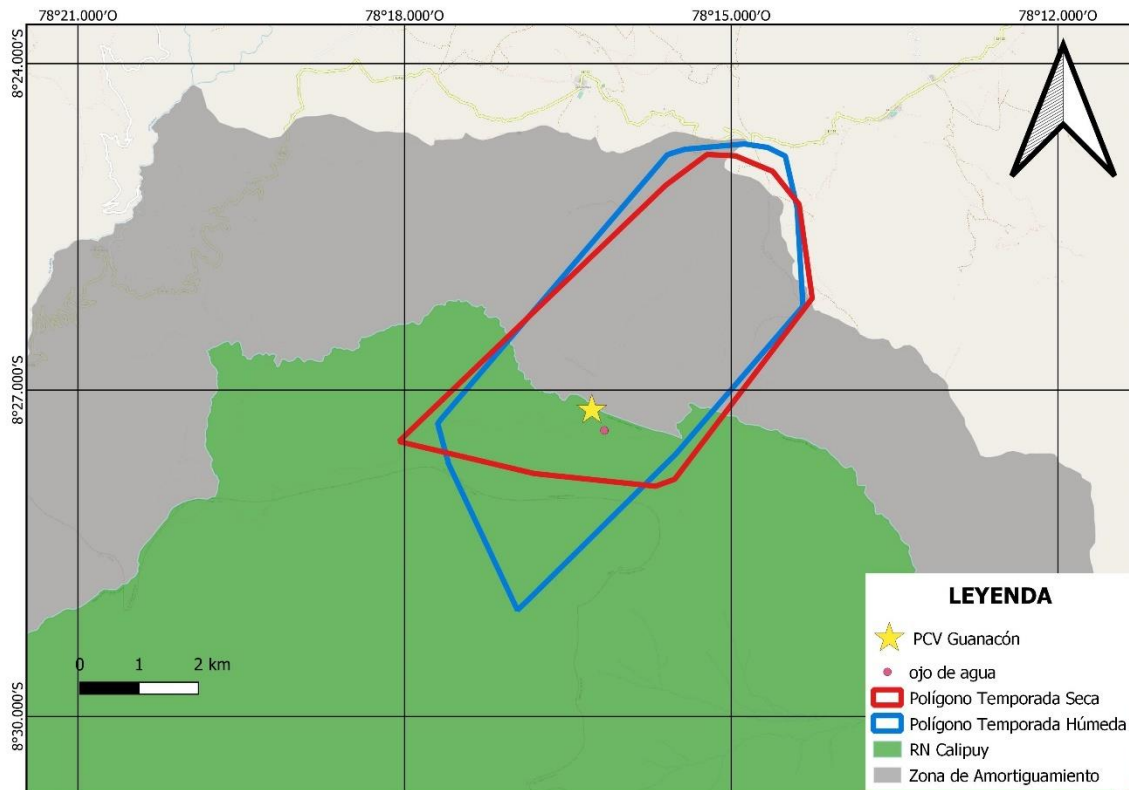 78°21.000'O 78°18.000'O 78°15.000'O 78°12.000'O
8°24.000'S
8°27.000'S
8°30.000'S
0 1 2 km
LEYENDA
PCV Guanacón
ojo de agua
Polígono Temporada Seca
Polígono Temporada Húmeda
RN Calipuy
Zona de Amortiguamiento